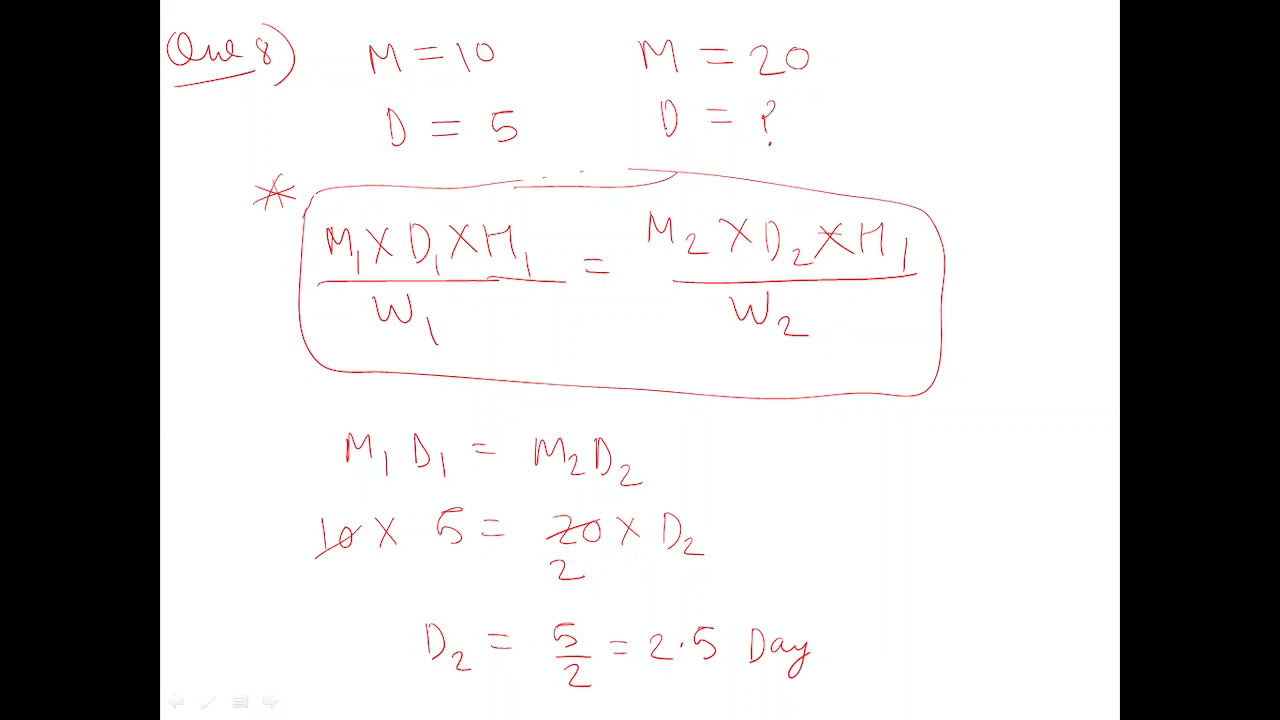 Que 8) M = 10 M = 20
D = 5 D = ?
*
M₁ X D₁ X H₁ / W₁ = M₂ X D₂ X H₁ / W₂
M₁ D₁ = M₂ D₂
10 X 5 = 20 X D₂
2
D₂ = 5/2 = 2.5 Day